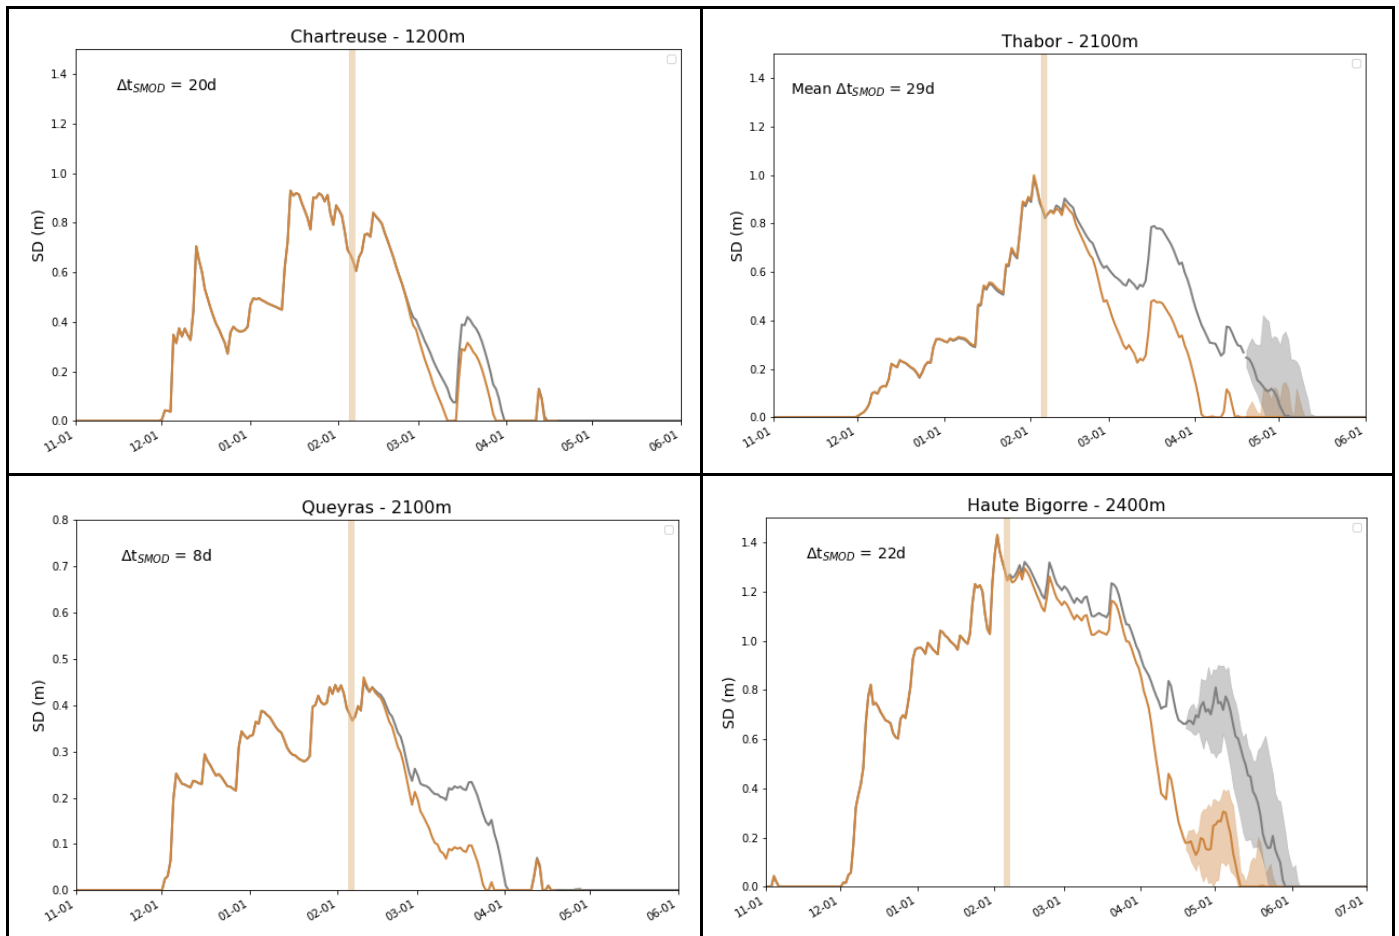 Chartreuse - 1200m
Δt_SMOD = 20d
SD (m)
1.4
1.2
1.0
0.8
0.6
0.4
0.2
0.0
11-01 12-01 01-01 02-01 03-01 04-01 05-01 06-01
Thabor - 2100m
Mean Δt_SMOD = 29d
SD (m)
1.4
1.2
1.0
0.8
0.6
0.4
0.2
0.0
11-01 12-01 01-01 02-01 03-01 04-01 05-01 06-01
Queyras - 2100m
Δt_SMOD = 8d
SD (m)
0.8
0.7
0.6
0.5
0.4
0.3
0.2
0.1
0.0
11-01 12-01 01-01 02-01 03-01 04-01 05-01 06-01
Haute Bigorre - 2400m
Δt_SMOD = 22d
SD (m)
1.4
1.2
1.0
0.8
0.6
0.4
0.2
0.0
11-01 12-01 01-01 02-01 03-01 04-01 05-01 06-01 07-01